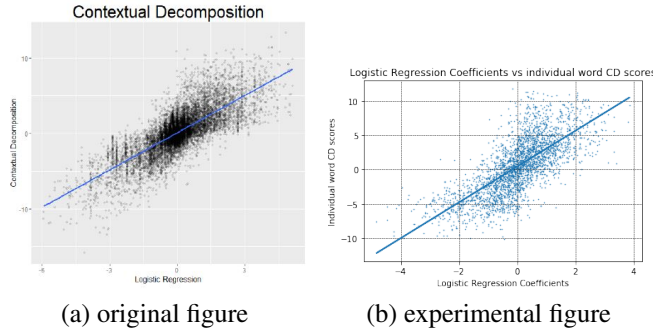 Contextual Decomposition
Contextual Decomposition
10
0
-10
-6
-3
0
3
Logistic Regression
(a) original figure
Logistic Regression Coefficients vs individual word CD scores
Individual word CD scores
10
5
0
−5
−10
−4
−2
0
2
4
Logistic Regression Coefficients
(b) experimental figure